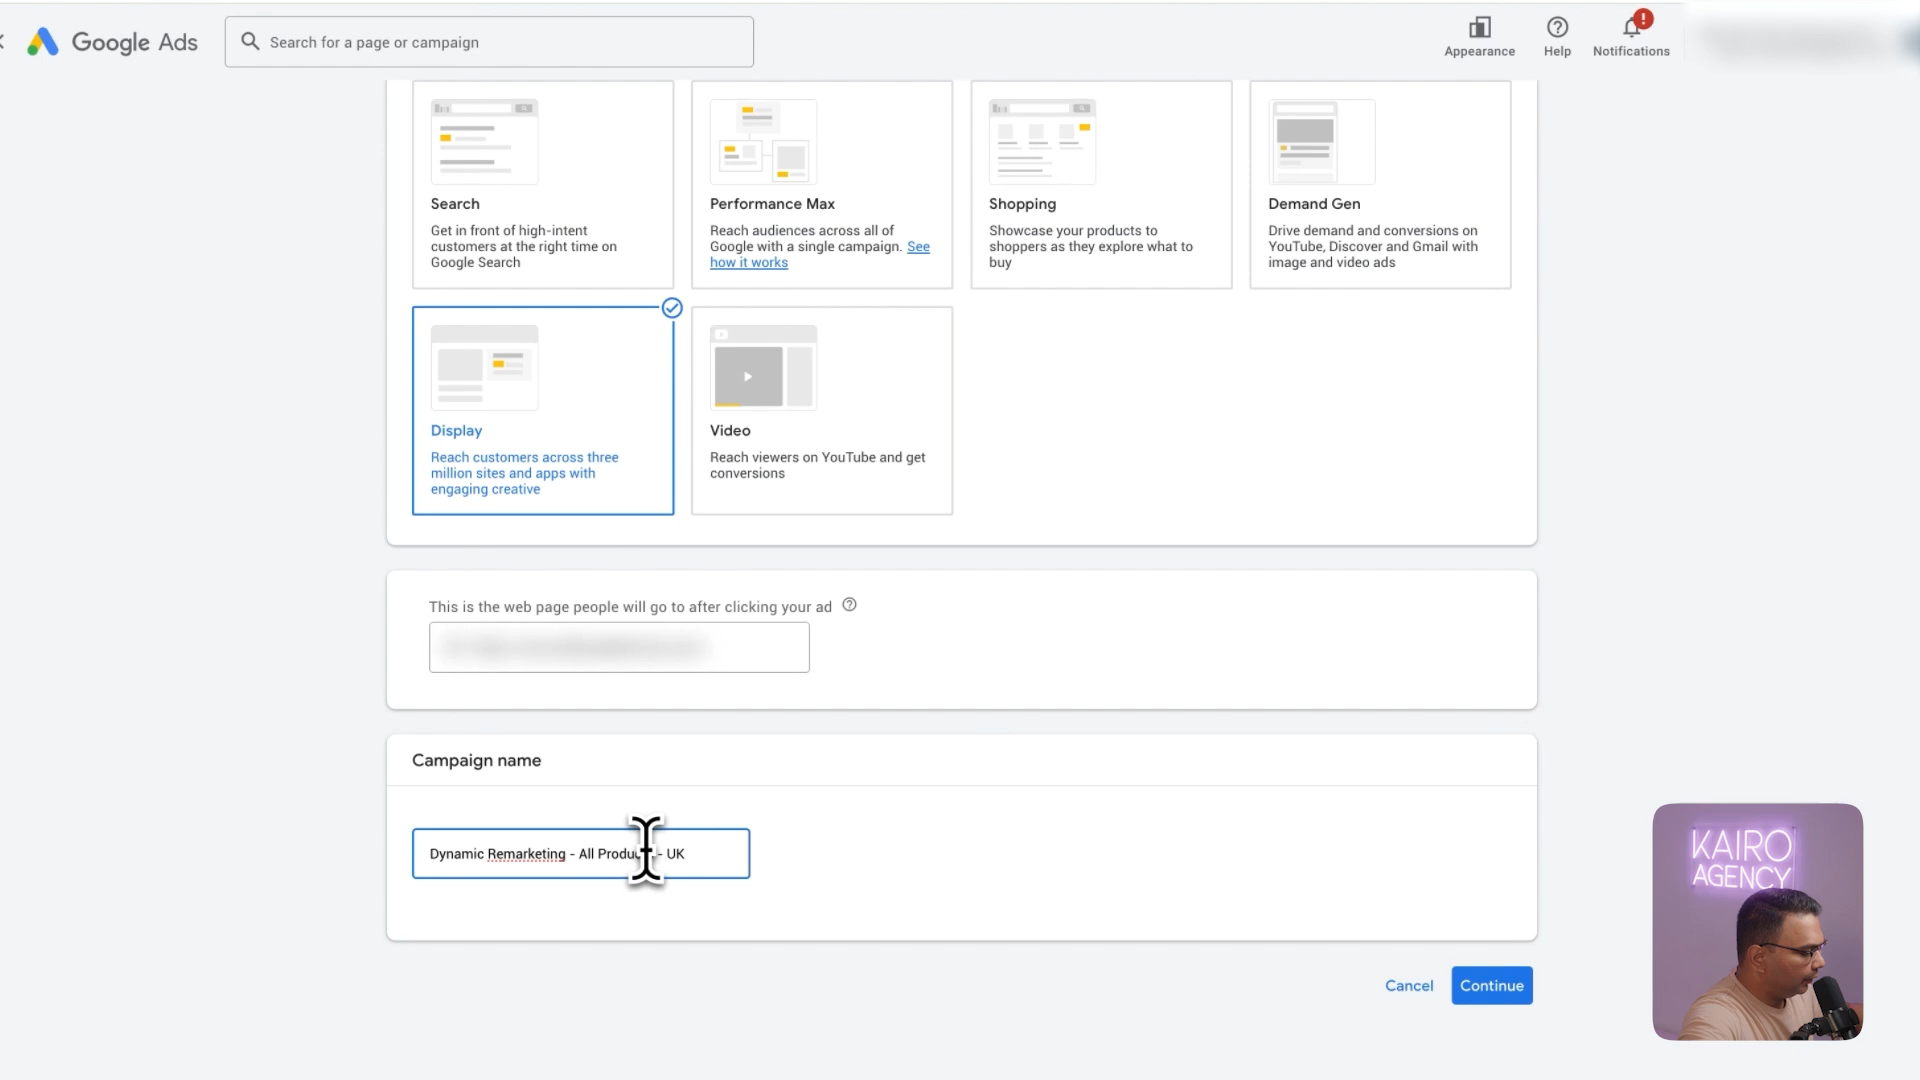 Google Ads
Search for a page or campaign
Appearance
Help
Notifications
Search
Get in front of high-intent
customers at the right time on
Google Search
Performance Max
Reach audiences across all of
Google with a single campaign. See
how it works
Shopping
Showcase your products to
shoppers as they explore what to
buy
Demand Gen
Drive demand and conversions on
YouTube, Discover and Gmail with
image and video ads
Display
Reach customers across three
million sites and apps with
engaging creative
Video
Reach viewers on YouTube and get
conversions
This is the web page people will go to after clicking your ad
Campaign name
Dynamic Remarketing - All - UK
Cancel
Continue
KAIRO
AGENCY